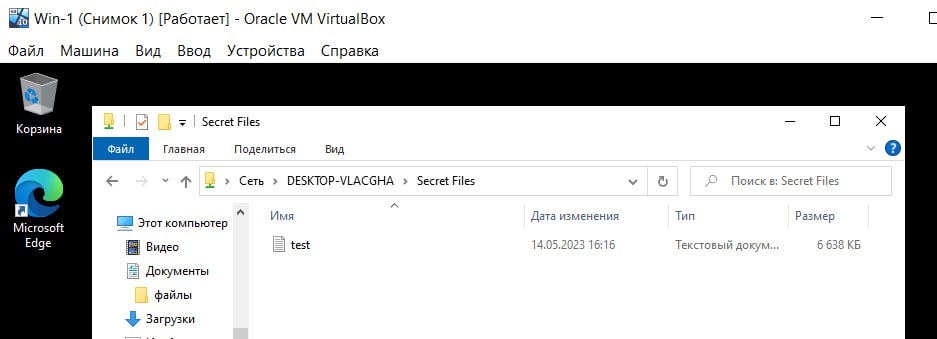 Win-1 (Снимок 1) [Работает] - Oracle VM VirtualBox
Файл Машина Вид Ввод Устройства Справка
Корзина
Secret Files
Файл Главная Поделиться Вид
Сеть DESKTOP-VLACGHA Secret Files Поиск в: Secret Files
Microsoft
Edge
Этот компьютер
Видео
Документы
файлы
Загрузки
Имя Дата изменения Тип Размер
test 14.05.2023 16:16 Текстовый докум... 6 638 КБ